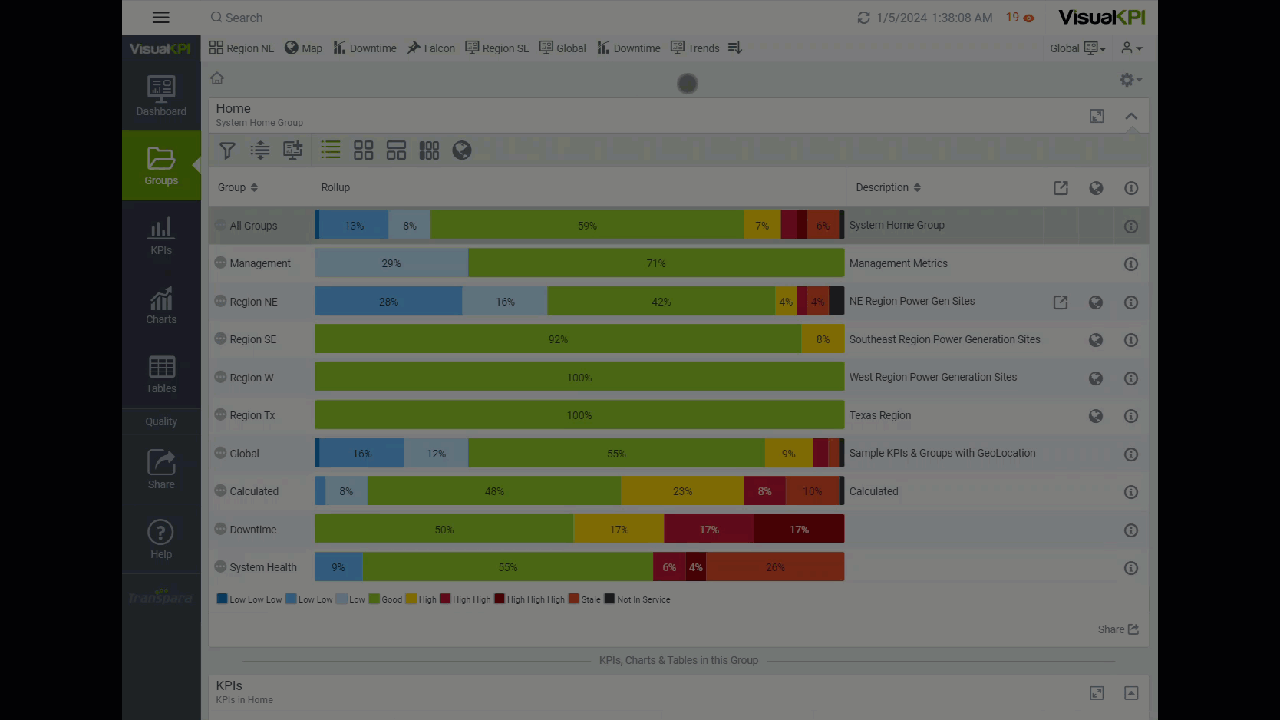 Search
1/5/2024 1:38:08 AM
19
VisualKPI
VisualKPI
Region NL
Map
Downtime
Falcon
Region SL
Global
Downtime
Trends
Global
Dashboard
Groups
KPIs
Charts
Tables
Quality
Share
Help
Transpara
Home
System Home Group
Group Rollup Description
All Groups 13% 8% 59% 7% 6% System Home Group
Management 29% 71% Management Metrics
Region NE 28% 16% 42% 4% 4% NE Region Power Gen Sites
Region SE 92% 8% Southeast Region Power Generation Sites
Region W 100% West Region Power Generation Sites
Region Tx 100% Texas Region
Global 16% 12% 55% 9% Sample KPIs & Groups with GeoLocation
Calculated 8% 48% 23% 8% 10% Calculated
Downtime 50% 17% 17% 17%
System Health 9% 55% 6% 4% 26%
Low Low Low Low Low Low Good High High High High High High Stale Not In Service
Share
KPIs, Charts & Tables in this Group
KPIs
KPIs in Home